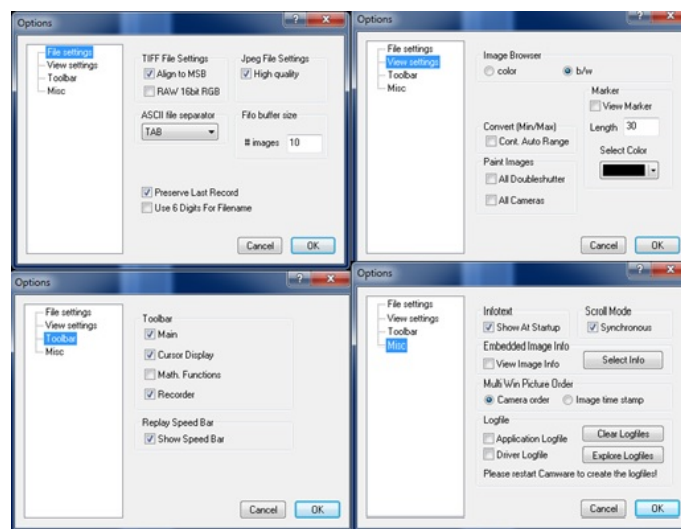 Options
File settings
View settings
Toolbar
Misc
TIFF File Settings
Align to MSB
RAW 16bit RGB
Jpeg File Settings
High quality
ASCII file separator
TAB
Fifo buffer size
# images 10
Preserve Last Record
Use 6 Digits For Filename
Cancel OK
Options
File settings
View settings
Toolbar
Misc
Image Browser
color b/w
Marker
View Marker
Length 30
Select Color
Convert (Min/Max)
Cont. Auto Range
Paint Images
All Doubleshutter
All Cameras
Cancel OK
Options
File settings
View settings
Toolbar
Misc
Toolbar
Main
Cursor Display
Math. Functions
Recorder
Replay Speed Bar
Show Speed Bar
Cancel OK
Options
File settings
View settings
Toolbar
Misc
Infotext
Show At Startup
Scroll Mode
Synchronous
Embedded Image Info
View Image Info Select Info
Multi Win Picture Order
Camera order Image time stamp
Logfile
Application Logfile Clear Logfiles
Driver Logfile Explore Logfiles
Please restart Camware to create the logfiles!
Cancel OK